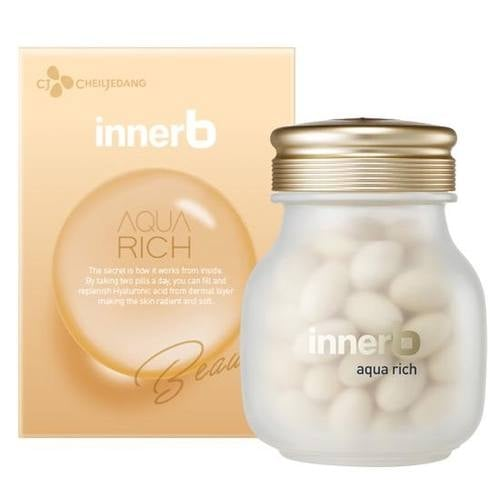 CJ CHEILJEDANG
innerb
AQUA
RICH
The secret is how it works from inside.
By taking two pills a day, you can fill and
replenish Hyaluronic acid from dermal layer
making the skin radiant and soft.
Beau
innerb
aqua rich